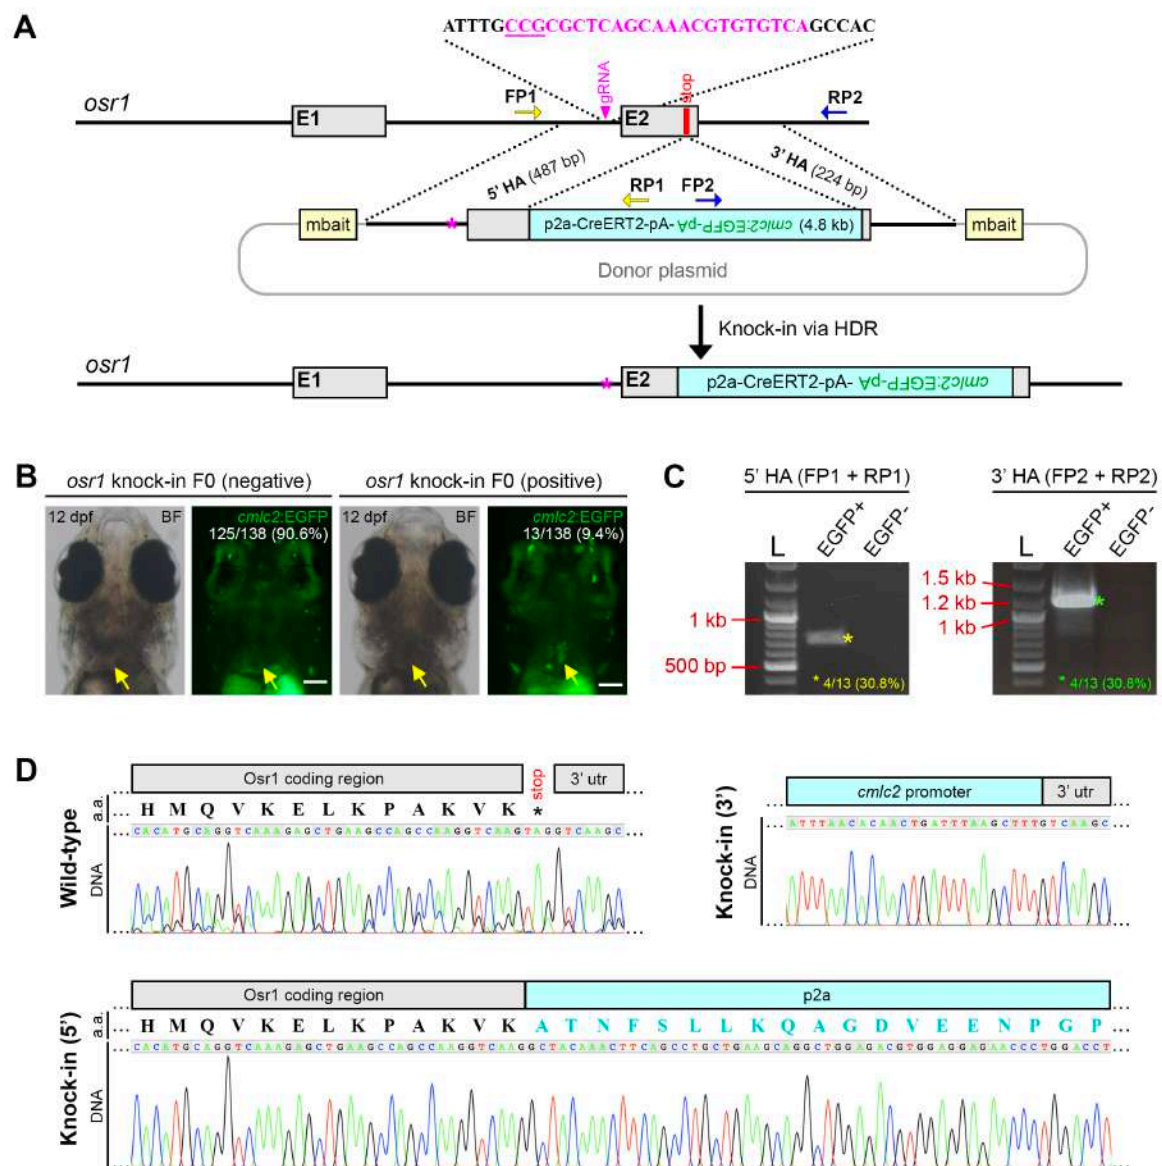 A
ATTTGCCGCGCTCAGCAAACGTGTGTCAGCCAC
osr1
E1
FP1
gRNA
E2
stop
RP2
5' HA (487 bp)
3' HA (224 bp)
RP1
FP2
mbait
p2a-CreERT2-pA- cmlc2:EGFP-pA (4.8 kb)
mbait
Donor plasmid
Knock-in via HDR
osr1
*
E1
E2
p2a-CreERT2-pA- cmlc2:EGFP-pA
B
osr1 knock-in F0 (negative)
osr1 knock-in F0 (positive)
12 dpf
BF
cmlc2:EGFP
125/138 (90.6%)
12 dpf
BF
cmlc2:EGFP
13/138 (9.4%)
C
5' HA (FP1 + RP1)
L
EGFP+
EGFP-
1 kb
500 bp
*
* 4/13 (30.8%)
3' HA (FP2 + RP2)
L
EGFP+
EGFP-
1.5 kb
1.2 kb
1 kb
*
* 4/13 (30.8%)
D
Wild-type
Osr1 coding region
stop
3' utr
a.a.
H M Q V K E L K P A K V K *
DNA
CACATGCAGGTCAAAGAGCTGAAGCCAGCCAAGGTCAAGTAGGTCAAGC
Knock-in (3')
cmlc2 promoter
3' utr
DNA
ATTTAACACAACTGATTTAAGCTTTGTCAAGC
Knock-in (5')
Osr1 coding region
p2a
a.a.
H M Q V K E L K P A K V K A T N F S L L K Q A G D V E E N P G P
DNA
CACATGCAGGTCAAAGAGCTGAAGCCAGCCAAGGTCAAGGCTACAAACTTCAGCCTGCTGAAGCAGGCTGGAGACGTGGAGGAGAACCCTGGACCT